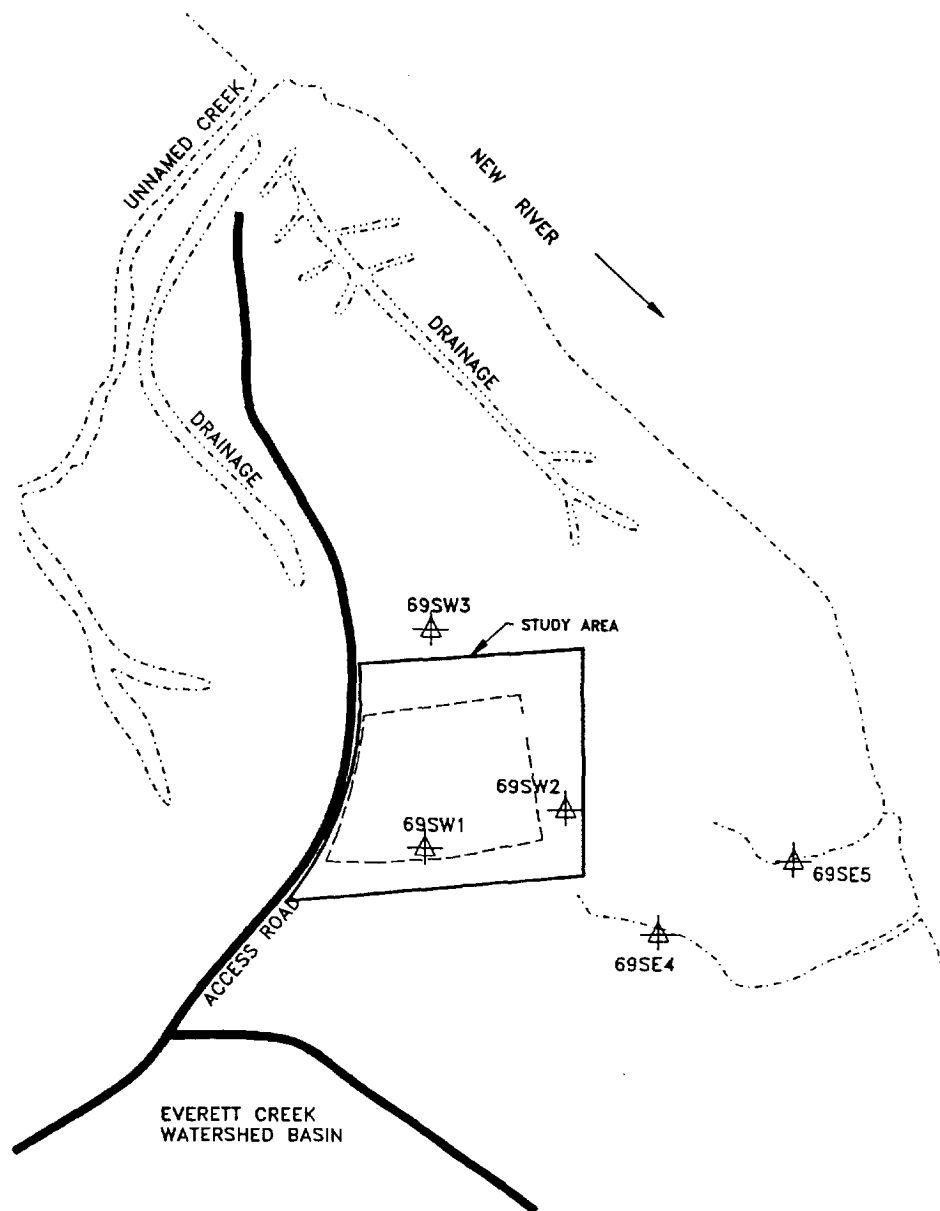 UNNAMED CREEK
NEW RIVER
DRAINAGE
DRAINAGE
69SW3
STUDY AREA
69SW2
69SW1
69SE5
ACCESS ROAD
69SE4
EVERETT CREEK
WATERSHED BASIN